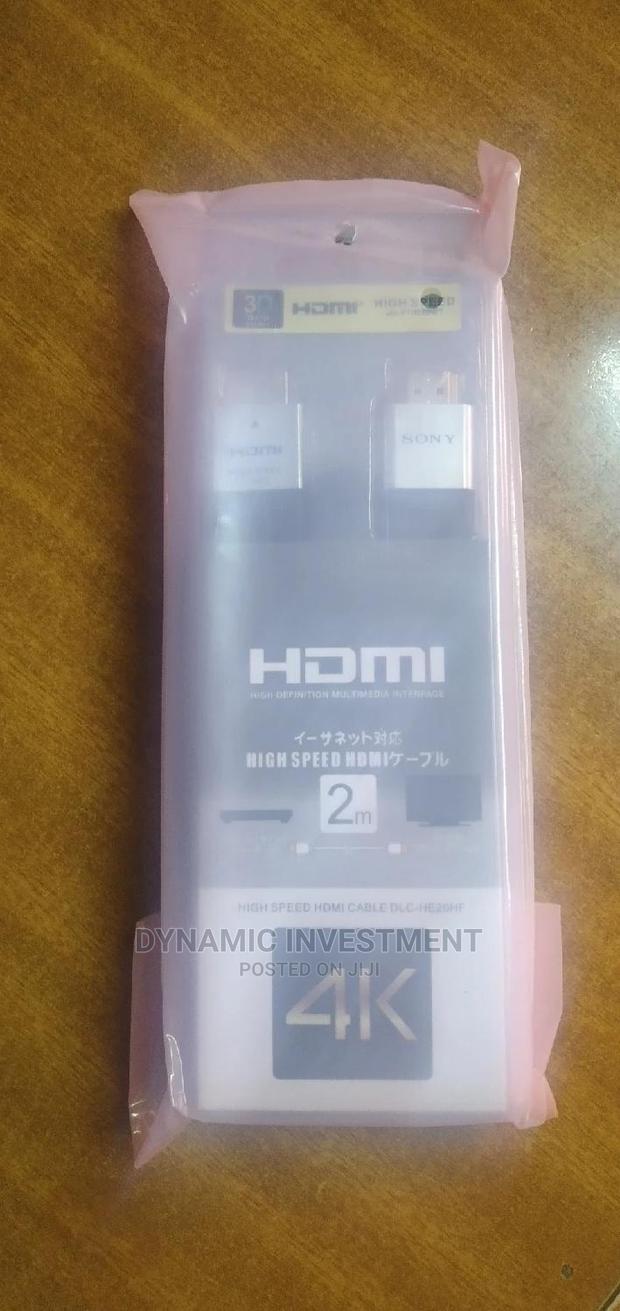 3D
HDMI HIGH SPEED
SONY
HDMI
HDMI
HIGH DEFINITION MULTIMEDIA INTERFACE
イーサネット対応
HIGH SPEED HDMIケーブル
2m
HIGH SPEED HDMI CABLE DLC-HE20HF
DYNAMIC INVESTMENT
POSTED ON JIJI
4K